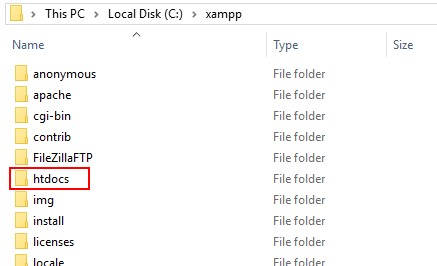 This PC > Local Disk (C:) > xampp
Name Type Size
anonymous File folder
apache File folder
cgi-bin File folder
contrib File folder
FileZillaFTP File folder
htdocs File folder
img File folder
install File folder
licenses File folder
locale File folder